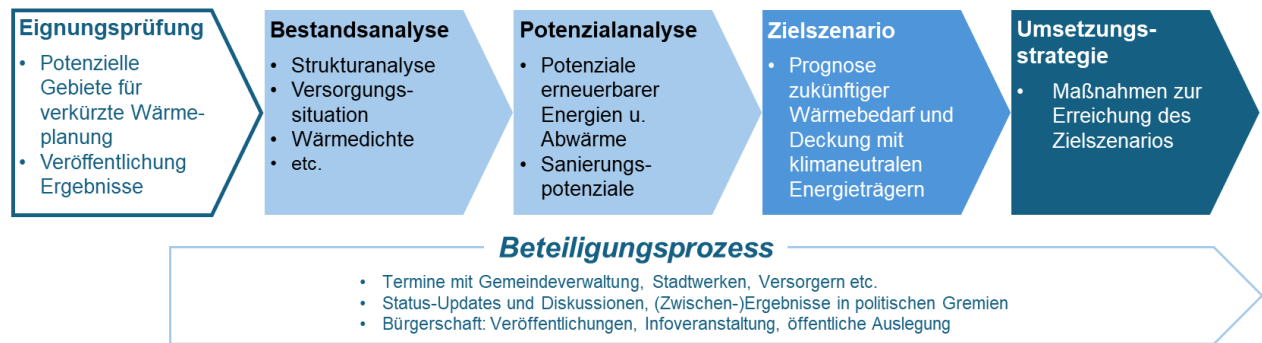 Eignungsprüfung
• Potenzielle
Gebiete für
verkürzte Wärme-
planung
• Veröffentlichung
Ergebnisse
Bestandsanalyse
• Strukturanalyse
• Versorgungs-
situation
• Wärmedichte
• etc.
Potenzialanalyse
• Potenziale
erneuerbarer
Energien u.
Abwärme
• Sanierungs-
potenziale
Zielszenario
• Prognose
zukünftiger
Wärmebedarf und
Deckung mit
klimaneutralen
Energieträgern
Umsetzungs-
strategie
• Maßnahmen zur
Erreichung des
Zielszenarios
Beteiligungsprozess
• Termine mit Gemeindeverwaltung, Stadtwerken, Versorgern etc.
• Status-Updates und Diskussionen, (Zwischen-)Ergebnisse in politischen Gremien
• Bürgerschaft: Veröffentlichungen, Infoveranstaltung, öffentliche Auslegung